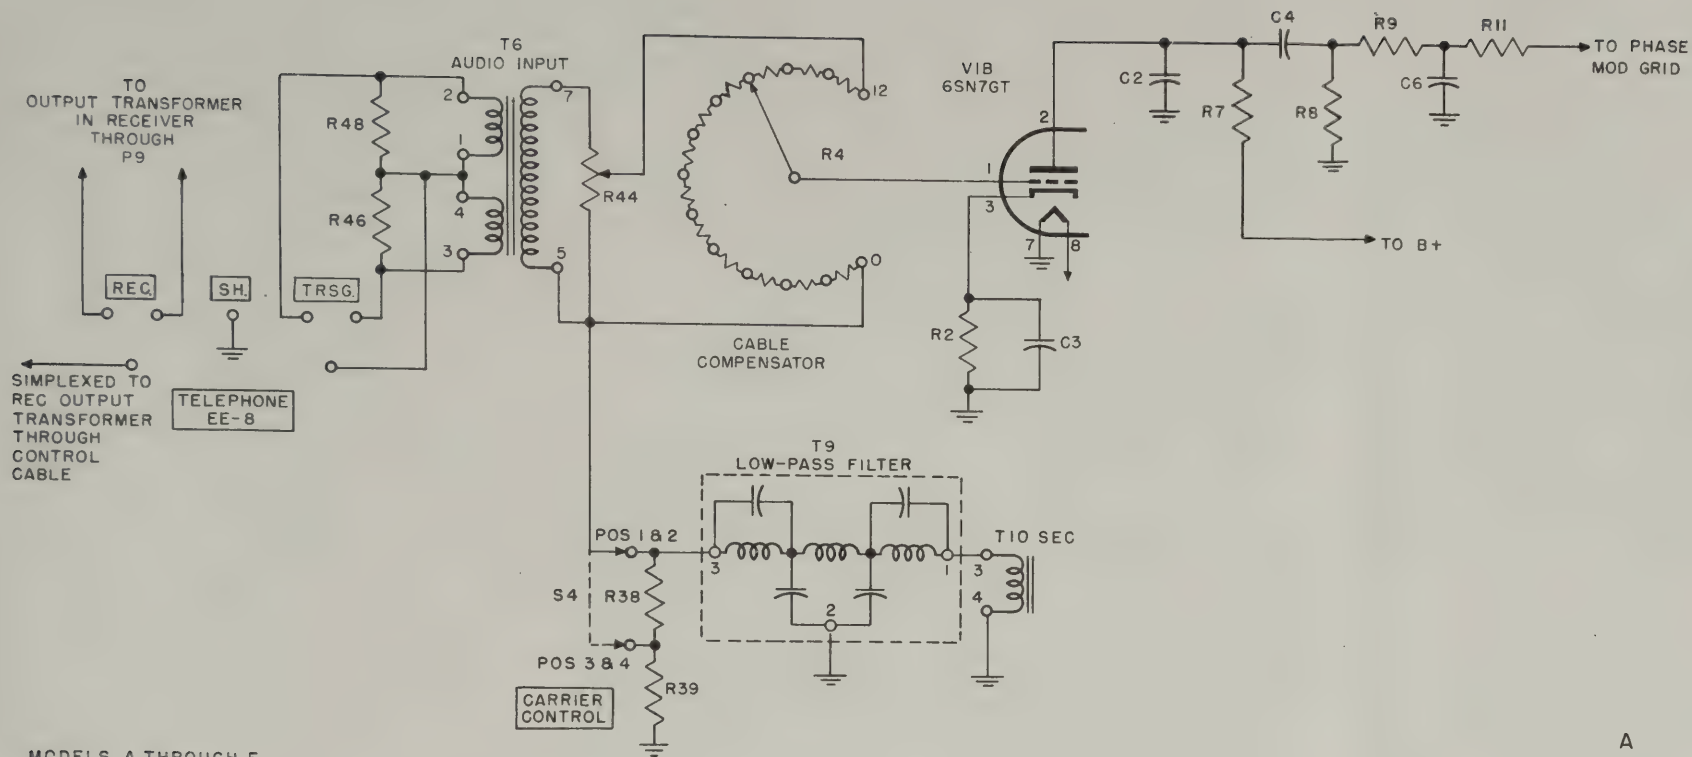 T6
AUDIO INPUT
TO
OUTPUT TRANSFORMER
IN RECEIVER
THROUGH
P9
R48
R46
2
1
4
3
7
5
R44
12
R4
0
CABLE
COMPENSATOR
V1B
6SN7GT
2
1
3
7
8
C2
C4
R7
R8
R9
C6
R11
TO PHASE
MOD GRID
TO B+
R2
C3
REC.
SH.
TRSG.
SIMPLEXED TO
REC OUTPUT
TRANSFORMER
THROUGH
CONTROL
CABLE
TELEPHONE
EE-8
T9
LOW-PASS FILTER
POS 1 & 2
3
1
2
T10 SEC
3
4
S4
R38
POS 3 & 4
R39
CARRIER
CONTROL
MODELS A THROUGH E
A